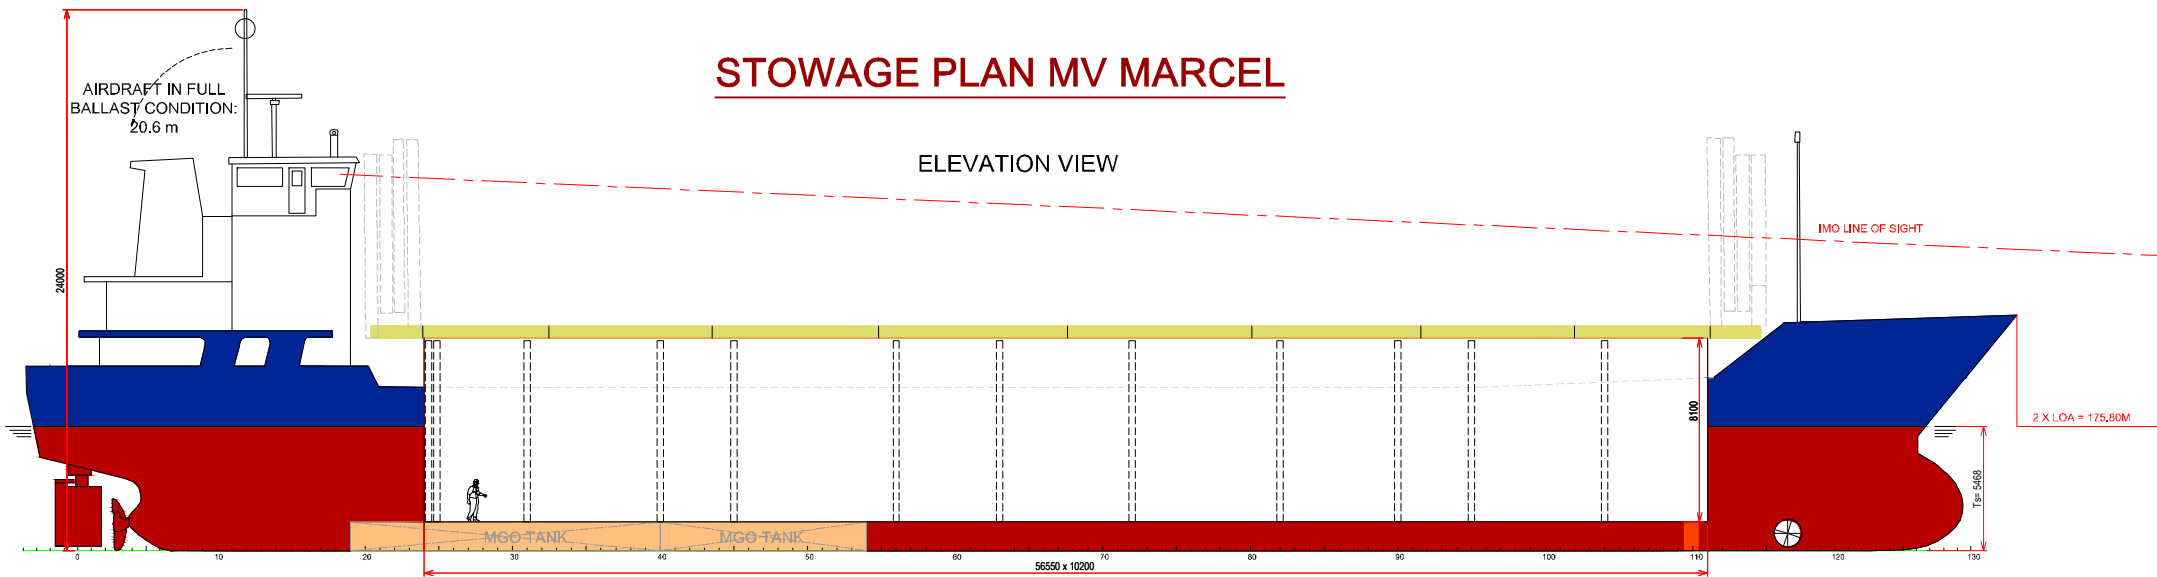 STOWAGE PLAN MV MARCEL
AIRDRAFT IN FULL
BALLAST CONDITION:
20.6 m
ELEVATION VIEW
IMO LINE OF SIGHT
24000
8100
2 X LOA = 175.80M
Ts= 5468
MGO TANK
MGO TANK
0 10 20 30 40 50 60 70 80 90 100 110 120 130
56550 x 10200